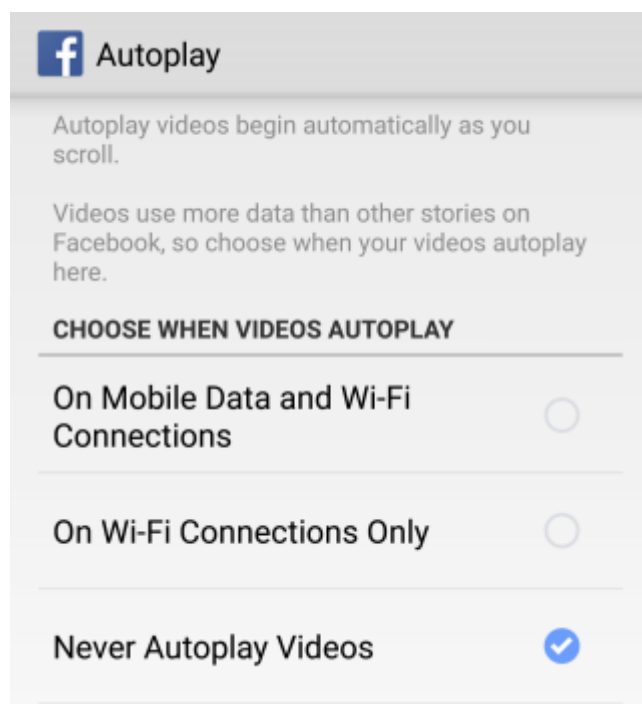 Autoplay
Autoplay videos begin automatically as you
scroll.
Videos use more data than other stories on
Facebook, so choose when your videos autoplay
here.
CHOOSE WHEN VIDEOS AUTOPLAY
On Mobile Data and Wi-Fi
Connections
On Wi-Fi Connections Only
Never Autoplay Videos